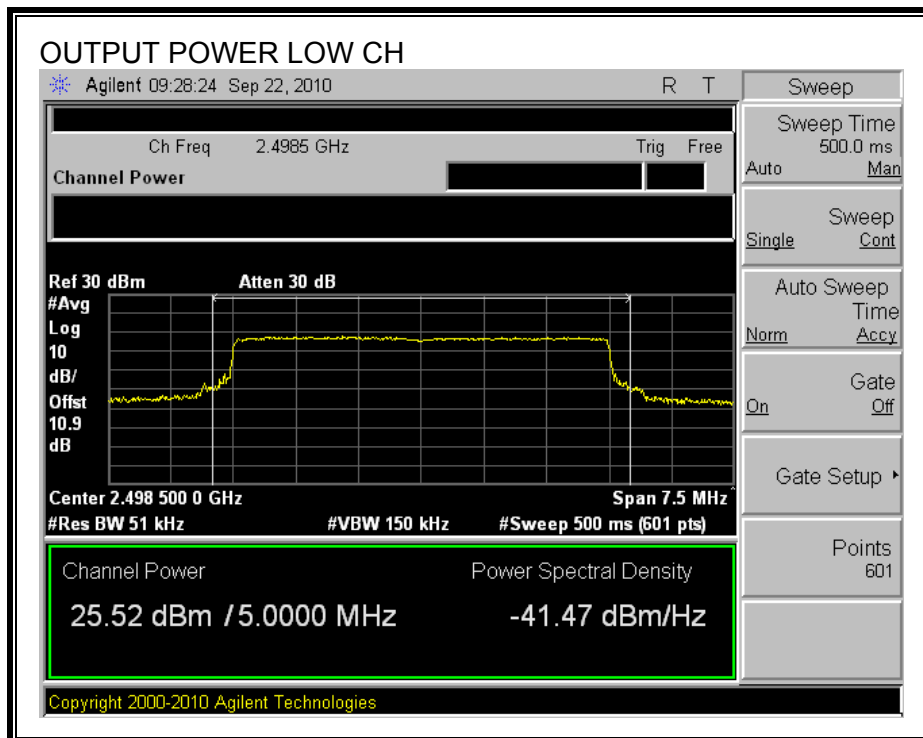 OUTPUT POWER LOW CH
Agilent 09:28:24 Sep 22, 2010 R T
Sweep
Ch Freq 2.4985 GHz Trig Free
Channel Power
Sweep Time
500.0 ms
Auto Man
Sweep
Single Cont
Ref 30 dBm Atten 30 dB
#Avg
Log
10
dB/
Offst
10.9
dB
Auto Sweep
Time
Norm Accy
Gate
On Off
Gate Setup
Center 2.498 500 0 GHz Span 7.5 MHz
#Res BW 51 kHz #VBW 150 kHz #Sweep 500 ms (601 pts)
Points
601
Channel Power Power Spectral Density
25.52 dBm / 5.0000 MHz -41.47 dBm/Hz
Copyright 2000-2010 Agilent Technologies